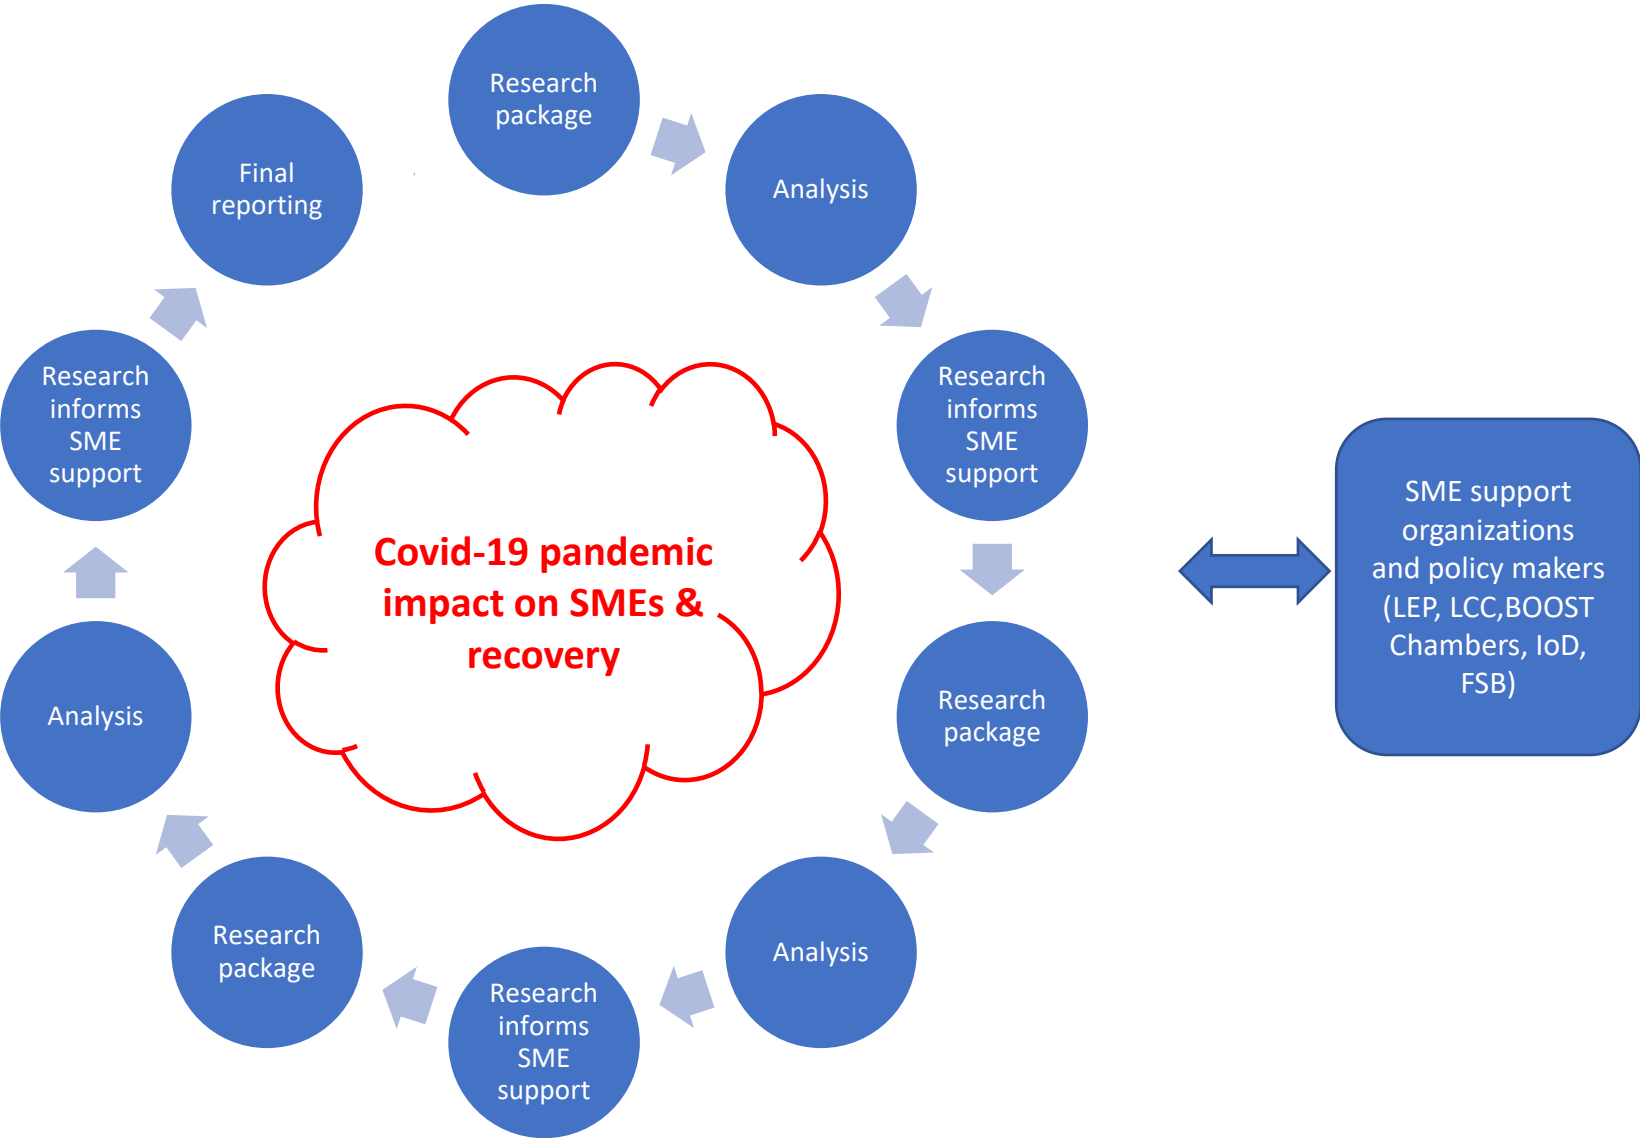 Research
package
Analysis
Research
informs
SME
support
Research
package
Analysis
Research
informs
SME
support
Research
package
Analysis
Research
informs
SME
support
Final
reporting
Covid-19 pandemic
impact on SMEs &
recovery
SME support
organizations
and policy makers
(LEP, LCC,BOOST
Chambers, IoD,
FSB)